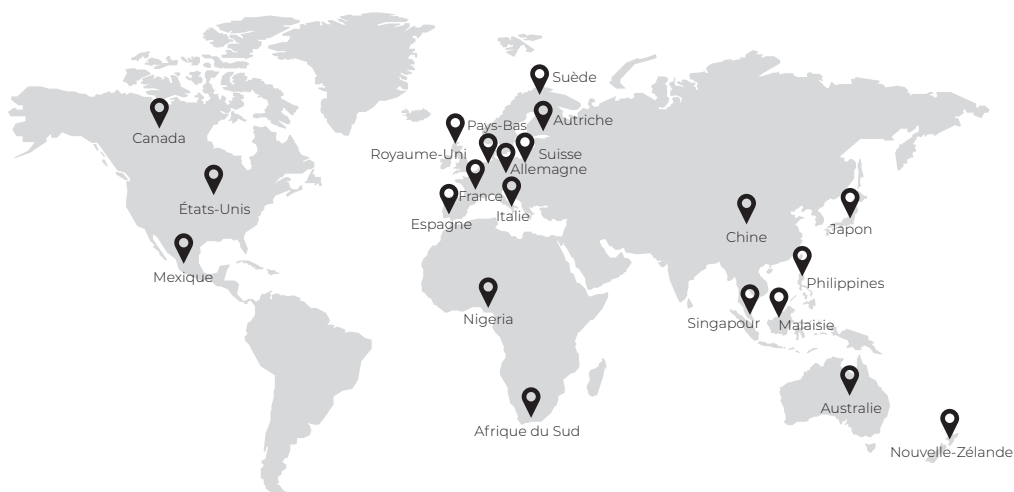 Suède
Canada
Autriche
Pays-Bas
Royaume-Uni
Suisse
Allemagne
États-Unis
France
Italie
Espagne
Chine
Japon
Mexique
Philippines
Nigeria
Singapour
Malaisie
Australie
Afrique du Sud
Nouvelle-Zélande